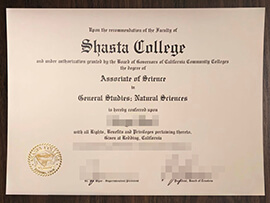 Upon the recommendation of the Faculty of
Shasta College
and under authorization granted by the Board of Governors of California Community Colleges
the degree of
Associate of Science
in
General Studies: Natural Sciences
is hereby conferred upon
with all Rights, Benefits and Privileges pertaining thereto.
Given at Redding, California